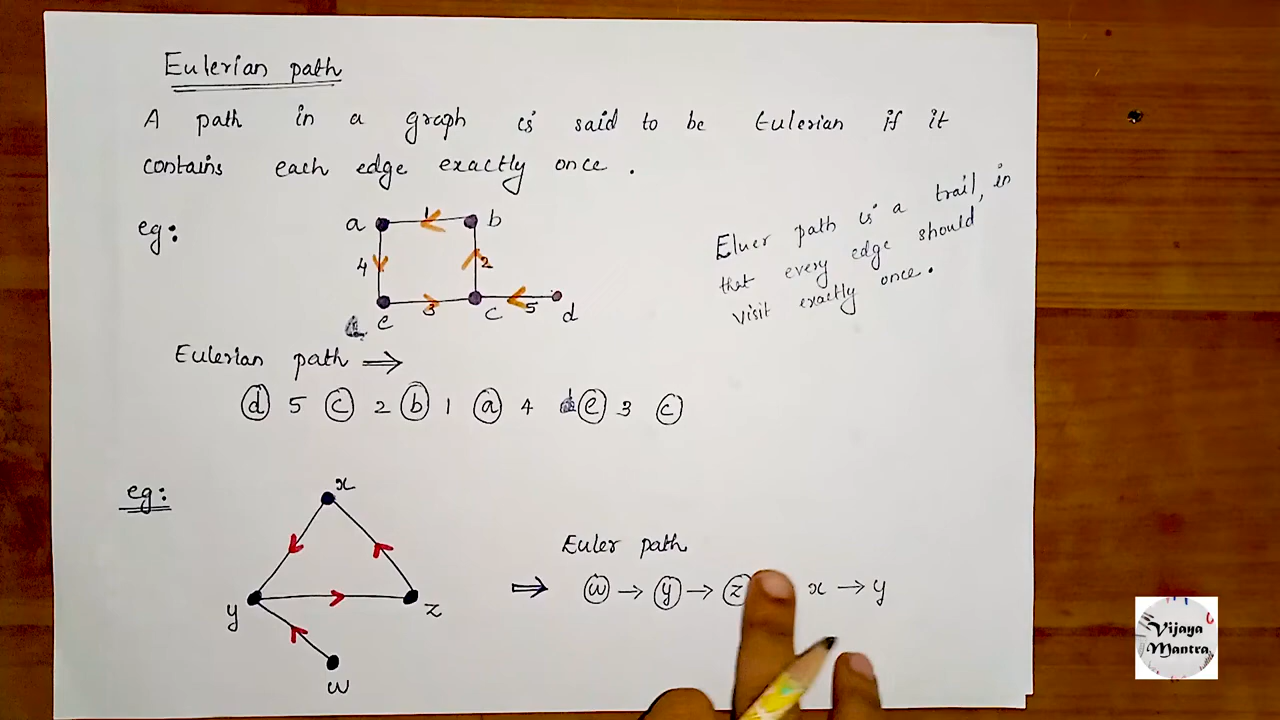 Eulerian path
A path in a graph is said to be Eulerian if it
contains each edge exactly once.
eg:
a 1 b
4 2
e 3 c 5 d
Eluer path is a trail, in
that every edge should
visit exactly once.
Eulerian path ⇒
d 5 c 2 b 1 a 4 e 3 c
eg:
x
y z
w
Euler path
⇒ w → y → z x → y
Vijaya
Mantra